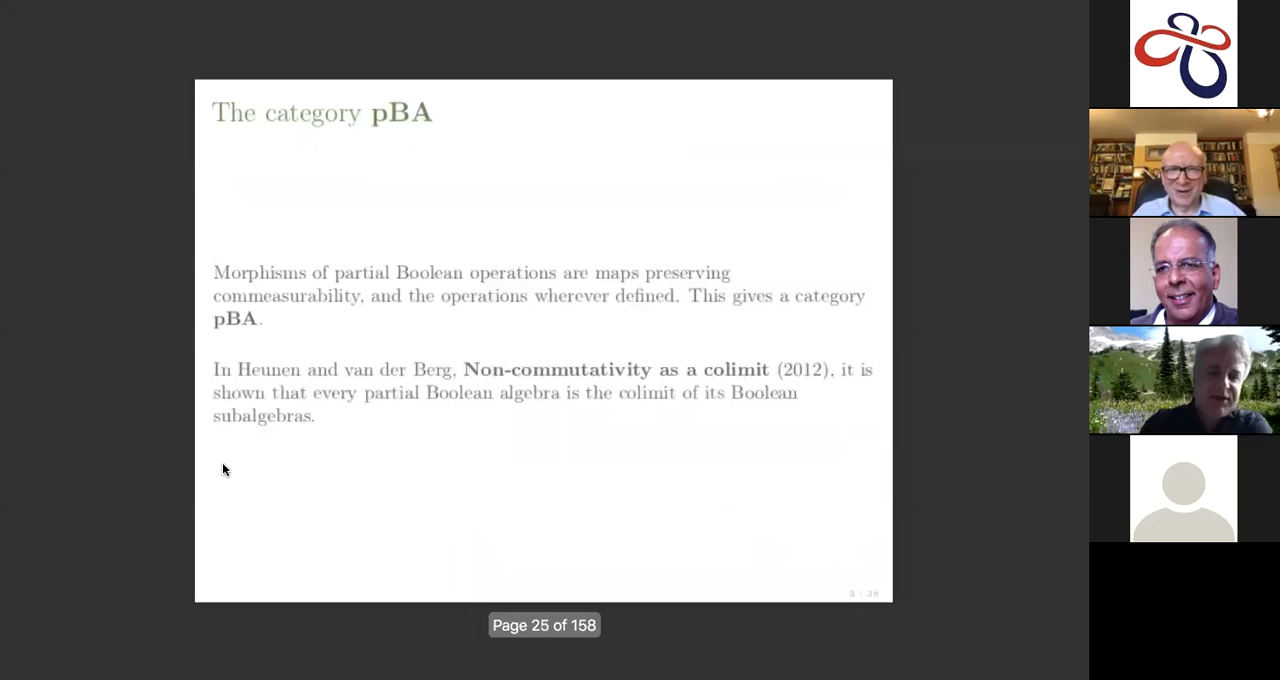 The category pBA
Morphisms of partial Boolean operations are maps preserving
commeasurability, and the operations wherever defined. This gives a category
pBA.
In Heunen and van der Berg, Non-commutativity as a colimit (2012), it is
shown that every partial Boolean algebra is the colimit of its Boolean
subalgebras.
5 / 38
Page 25 of 158